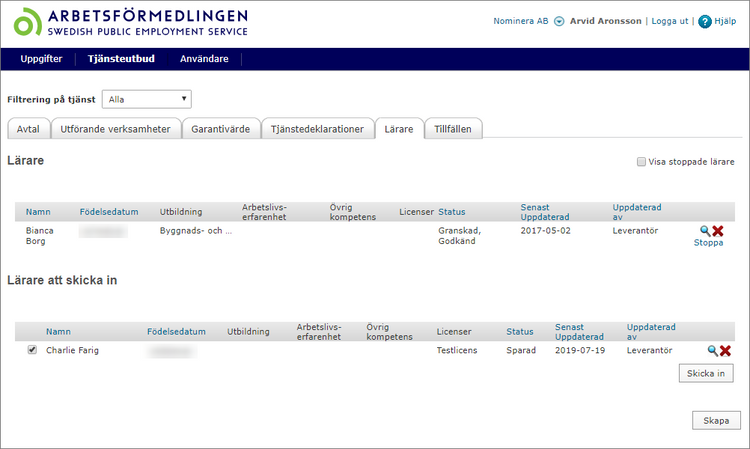 ARBETSFÖRMEDLINGEN
SWEDISH PUBLIC EMPLOYMENT SERVICE
Nominera AB Arvid Aronsson | Logga ut | ? Hjälp
Uppgifter Tjänsteutbud Användare
Filtrering på tjänst Alla
Avtal Utförande verksamheter Garantivärde Tjänstedeklarationer Lärare Tillfällen
Lärare
Visa stoppade lärare
Namn Födelsedatum Utbildning Arbetslivs-erfarenhet Övrig kompetens Licenser Status Senast Uppdaterad Uppdaterad av
Bianca Borg Byggnads- och ... Granskad, Godkänd 2017-05-02 Leverantör
Stoppa
Lärare att skicka in
Namn Födelsedatum Utbildning Arbetslivs-erfarenhet Övrig kompetens Licenser Status Senast Uppdaterad Uppdaterad av
Charlie Farig Testlicens Sparad 2019-07-19 Leverantör
Skicka in
Skapa